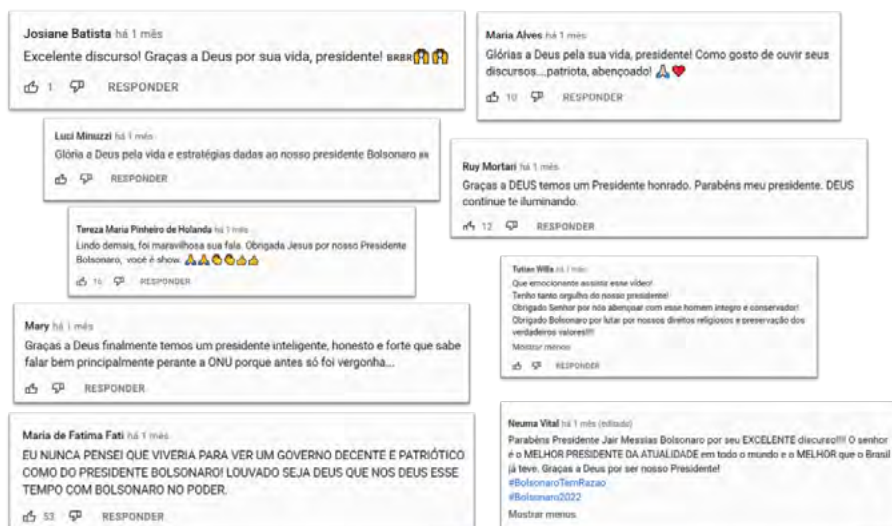 Josiane Batista há 1 mês
Excelente discurso! Graças a Deus por sua vida, presidente! BRBR🙌🙌
1 RESPONDER
Maria Alves há 1 mês
Glórias a Deus pela sua vida, presidente! Como gosto de ouvir seus
discursos....patriota, abençoado! 🙏❤️
10 RESPONDER
Luci Minuzzi há 1 mês
Glória a Deus pela vida e estratégias dadas ao nosso presidente Bolsonaro BR
RESPONDER
Ruy Mortari há 1 mês
Graças a DEUS temos um Presidente honrado. Parabéns meu presidente. DEUS
continue te iluminando.
12 RESPONDER
Tereza Maria Pinheiro de Holanda há 1 mês
Lindo demais, foi maravilhosa sua fala. Obrigada Jesus por nosso Presidente
Bolsonaro, você é show. 🙏🙏👏👏👍👍
16 RESPONDER
há 1 mês
Que emocionante assistir esse vídeo!
Tenho tanto orgulho do nosso presidente!
Obrigado Senhor por nós abençoar com esse homem integro e conservador!
Obrigado Bolsonaro por lutar por nossos direitos religiosos e preservação dos
verdadeiros valores!!!!
Mostrar menos
RESPONDER
Mary há 1 mês
Graças a Deus finalmente temos um presidente inteligente, honesto e forte que sabe
falar bem principalmente perante a ONU porque antes só foi vergonha...
RESPONDER
Maria de Fatima Fati há 1 mês
EU NUNCA PENSEI QUE VIVERIA PARA VER UM GOVERNO DECENTE E PATRIÓTICO
COMO DO PRESIDENTE BOLSONARO! LOUVADO SEJA DEUS QUE NOS DEUS ESSE
TEMPO COM BOLSONARO NO PODER.
53 RESPONDER
Neuma Vital há 1 mês (editado)
Parabéns Presidente Jair Messias Bolsonaro por seu EXCELENTE discurso!!!! O senhor
é o MELHOR PRESIDENTE DA ATUALIDADE em todo o mundo e o MELHOR que o Brasil
já teve. Graças a Deus por ser nosso Presidente!
#BolsonaroTemRazao
#Bolsonaro2022
Mostrar menos